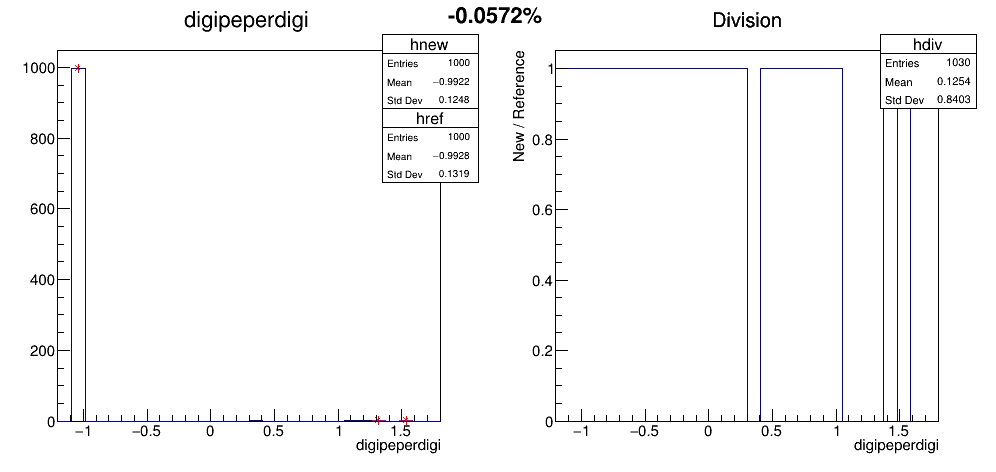 -0.0572%
digipeperdigi
hnew
Entries 1000
Mean −0.9922
Std Dev 0.1248
href
Entries 1000
Mean −0.9928
Std Dev 0.1319
1000
800
600
400
200
0
−1 −0.5 0 0.5 1 1.5
digipeperdigi
Division
hdiv
Entries 1030
Mean 0.1254
Std Dev 0.8403
New / Reference
1
0.8
0.6
0.4
0.2
0
−1 −0.5 0 0.5 1 1.5
digipeperdigi